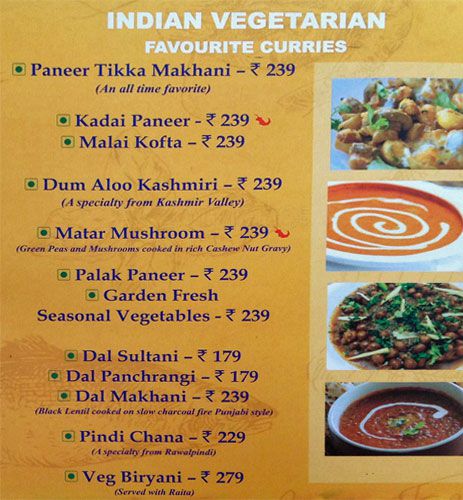 INDIAN VEGETARIAN
FAVOURITE CURRIES
Paneer Tikka Makhani – ₹ 239
(An all time favorite)
Kadai Paneer - ₹ 239
Malai Kofta – ₹ 239
Dum Aloo Kashmiri – ₹ 239
(A specialty from Kashmir Valley)
Matar Mushroom – ₹ 239
(Green Peas and Mushrooms cooked in rich Cashew Nut Gravy)
Palak Paneer - ₹ 239
Garden Fresh
Seasonal Vegetables - ₹ 239
Dal Sultani – ₹ 179
Dal Panchrangi - ₹ 179
Dal Makhani – ₹ 239
(Black Lentil cooked on slow charcoal fire Punjabi style)
Pindi Chana – ₹ 229
(A specialty from Rawalpindi)
Veg Biryani – ₹ 279
(Served with Raita)